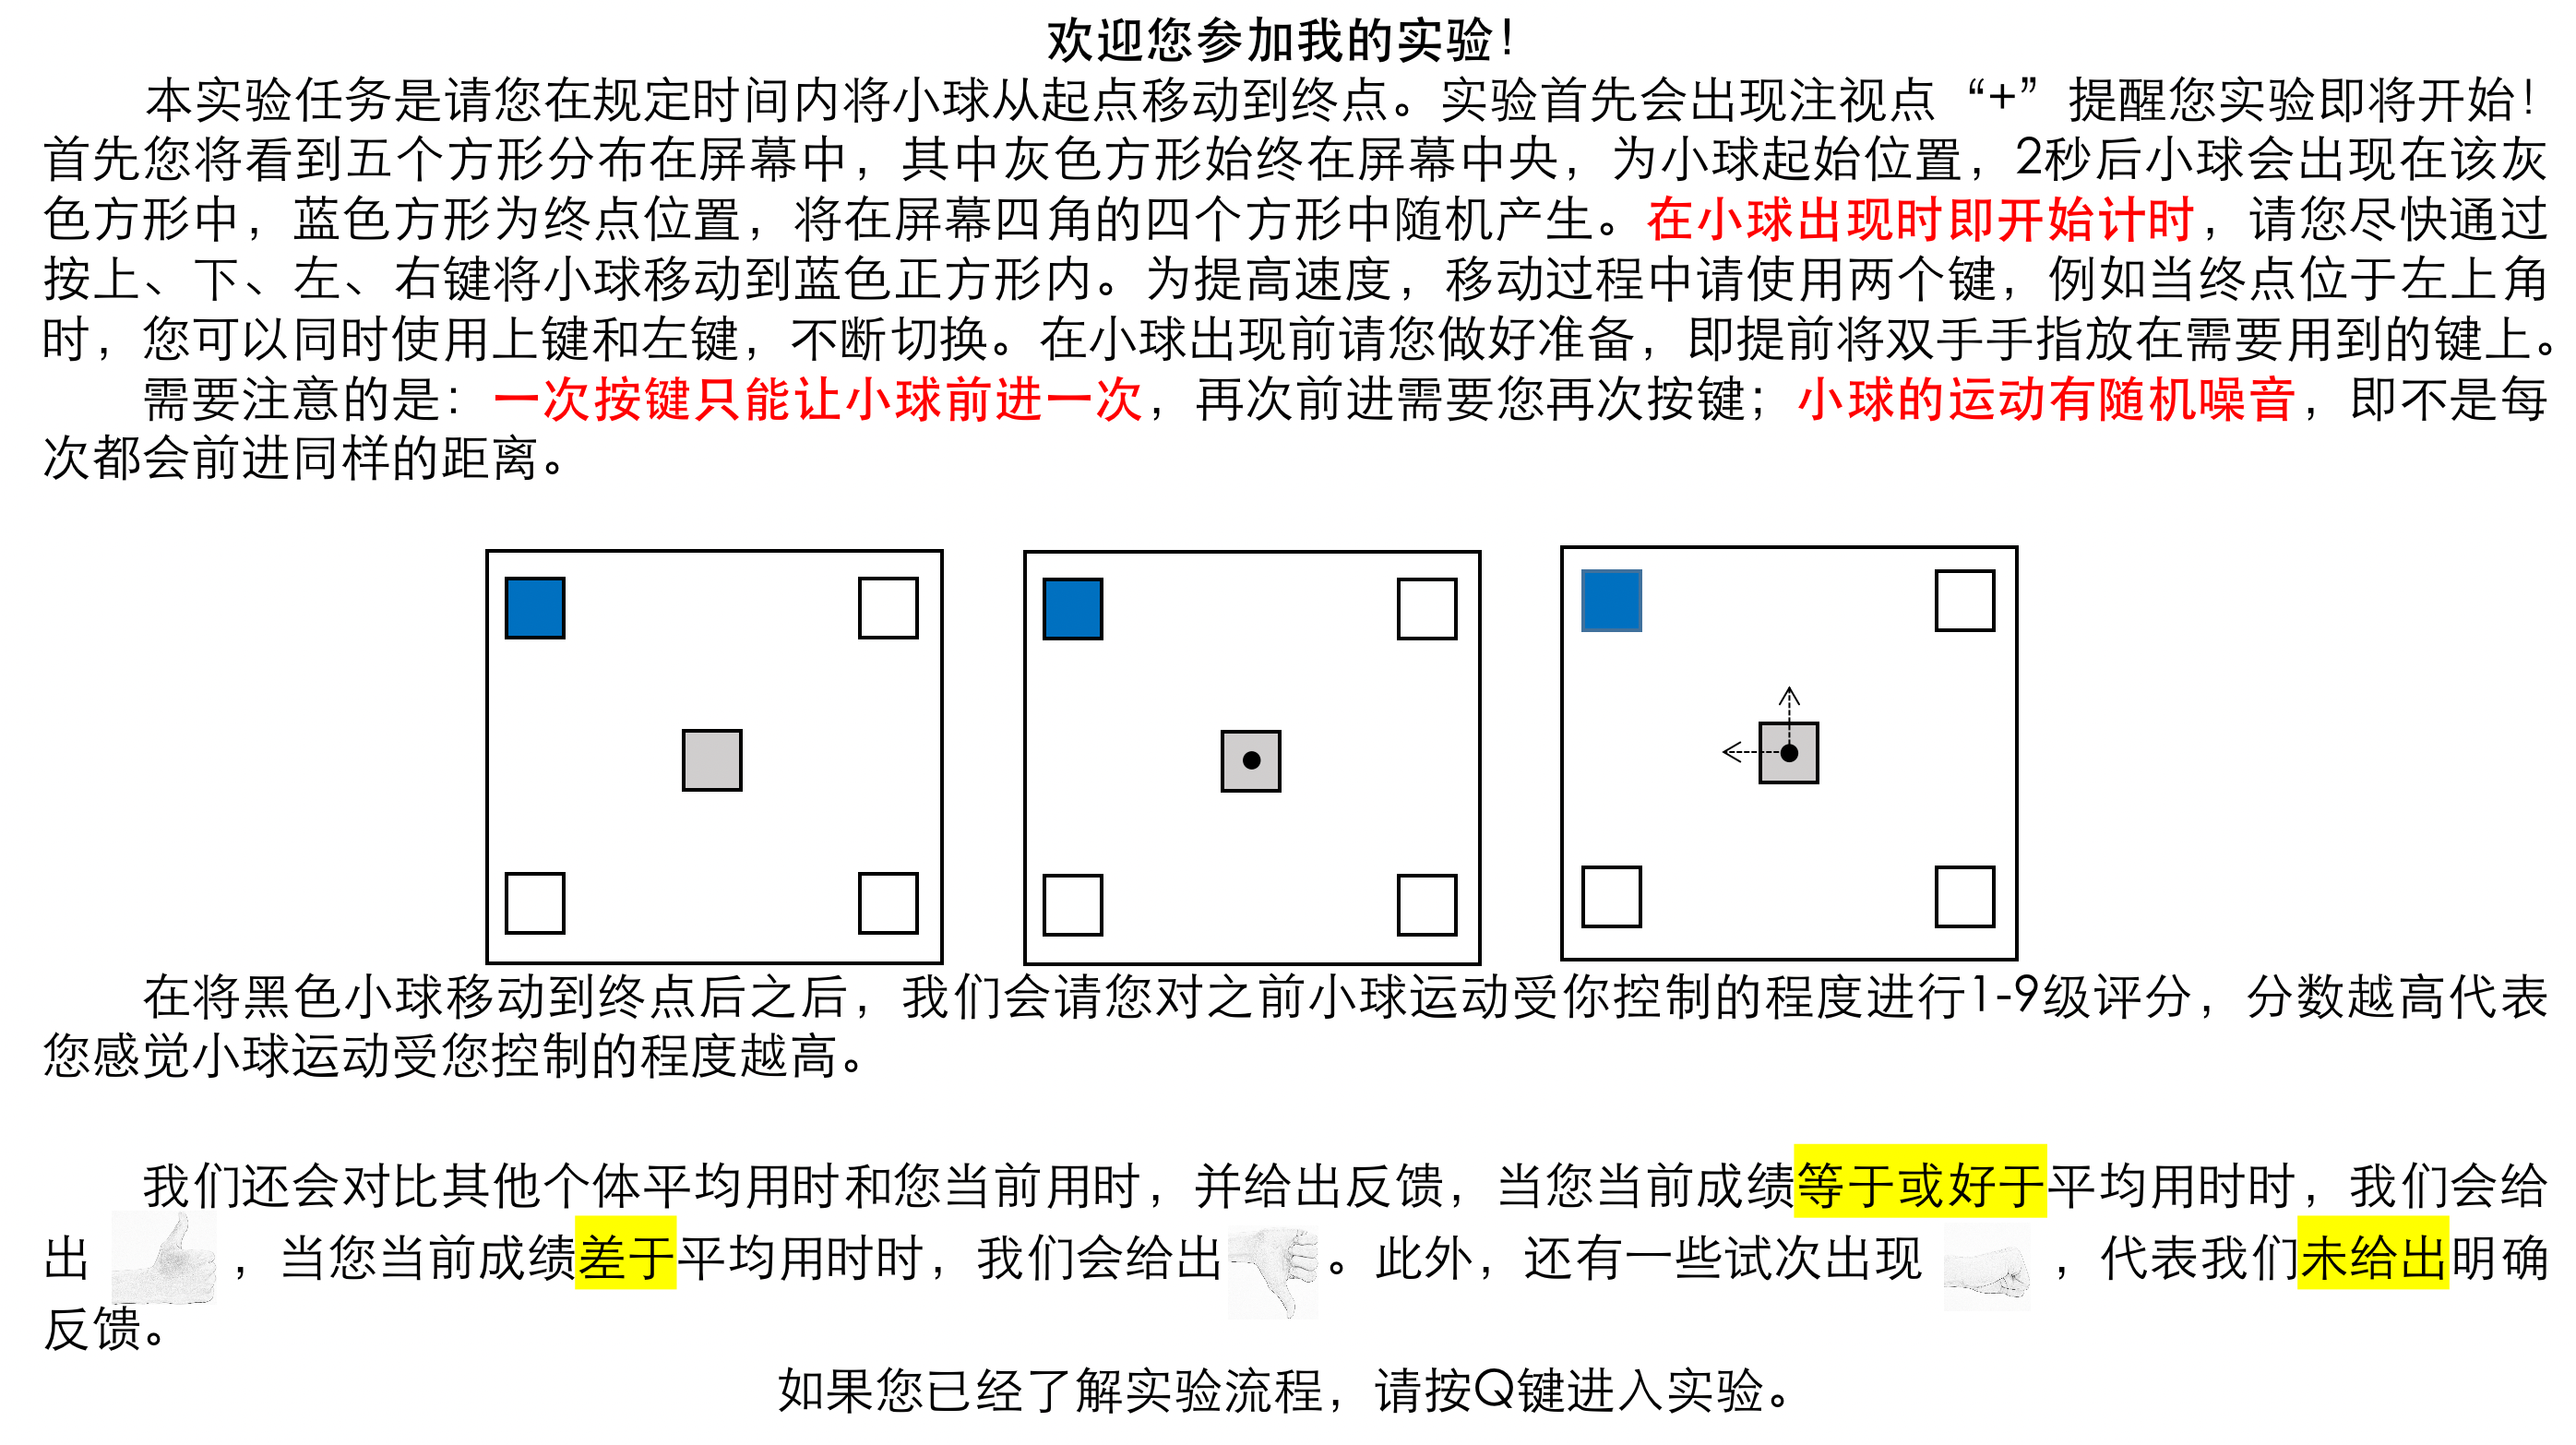 欢迎您参加我的实验！
本实验任务是请您在规定时间内将小球从起点移动到终点。实验首先会出现注视点“+”提醒您实验即将开始！
首先您将看到五个方形分布在屏幕中，其中灰色方形始终在屏幕中央，为小球起始位置，2秒后小球会出现在该灰
色方形中，蓝色方形为终点位置，将在屏幕四角的四个方形中随机产生。在小球出现时即开始计时，请您尽快通过
按上、下、左、右键将小球移动到蓝色正方形内。为提高速度，移动过程中请使用两个键，例如当终点位于左上角
时，您可以同时使用上键和左键，不断切换。在小球出现前请您做好准备，即提前将双手手指放在需要用到的键上。
需要注意的是：一次按键只能让小球前进一次，再次前进需要您再次按键；小球的运动有随机噪音，即不是每
次都会前进同样的距离。
在将黑色小球移动到终点后之后，我们会请您对之前小球运动受你控制的程度进行1-9级评分，分数越高代表
您感觉小球运动受您控制的程度越高。
我们还会对比其他个体平均用时和您当前用时，并给出反馈，当您当前成绩等于或好于平均用时时，我们会给
出 ，当您当前成绩差于平均用时时，我们会给出 。此外，还有一些试次出现 ，代表我们未给出明确
反馈。
如果您已经了解实验流程，请按Q键进入实验。